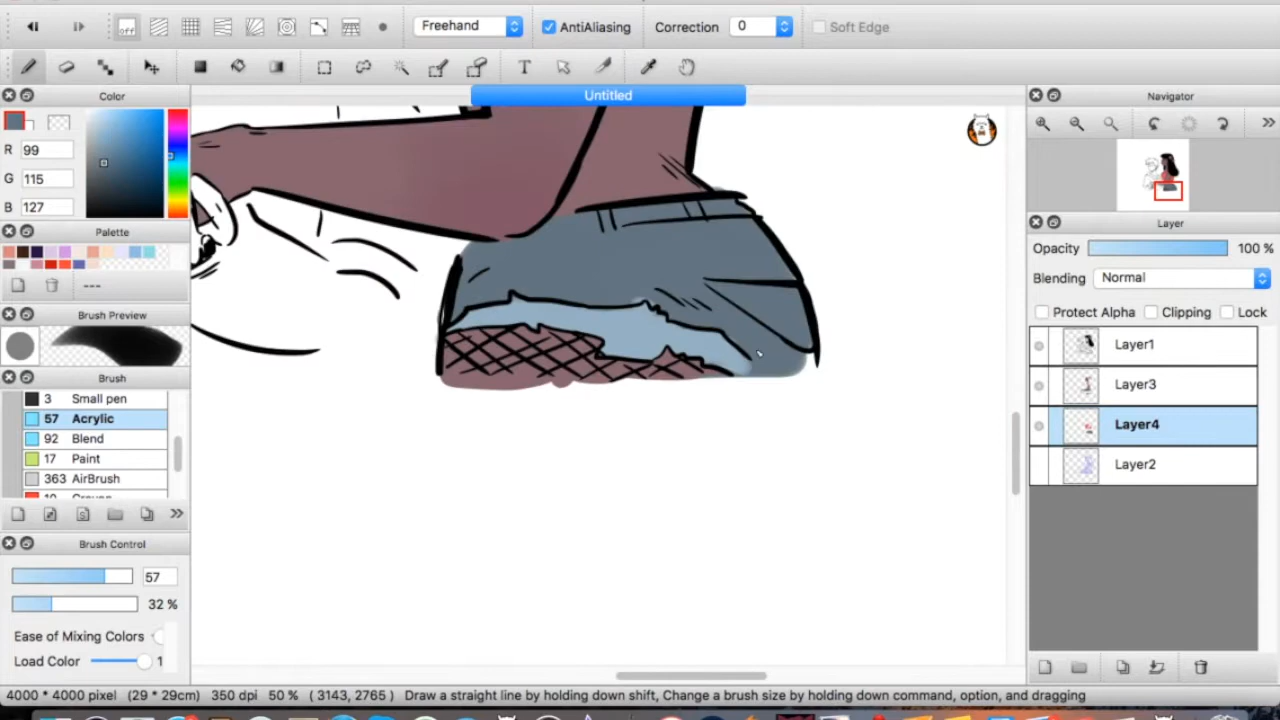 off
Freehand
AntiAliasing
Correction
0
Soft Edge
T
Untitled
Color
R 99
G 115
B 127
Palette
---
Brush Preview
Brush
3 Small pen
57 Acrylic
92 Blend
17 Paint
363 AirBrush
Brush Control
57
32 %
Ease of Mixing Colors
Load Color 1
Navigator
Layer
Opacity 100 %
Blending Normal
Protect Alpha Clipping Lock
Layer1
Layer3
Layer4
Layer2
4000 * 4000 pixel (29 * 29cm) 350 dpi 50 % ( 3143, 2765 ) Draw a straight line by holding down shift, Change a brush size by holding down command, option, and dragging